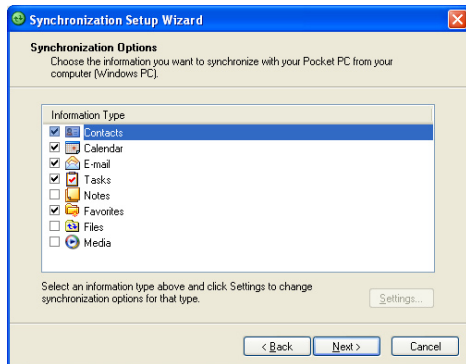 Synchronization Setup Wizard
Synchronization Options
Choose the information you want to synchronize with your Pocket PC from your
computer (Windows PC).
Information Type
Contacts
Calendar
E-mail
Tasks
Notes
Favorites
Files
Media
Select an information type above and click Settings to change
synchronization options for that type.
Settings...
< Back
Next >
Cancel